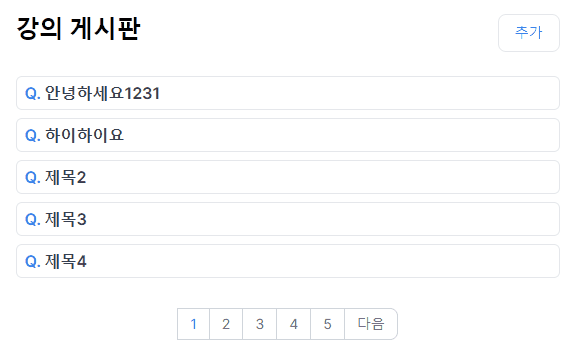 강의 게시판
추가
Q. 안녕하세요1231
Q. 하이하이요
Q. 제목2
Q. 제목3
Q. 제목4
1 2 3 4 5 다음